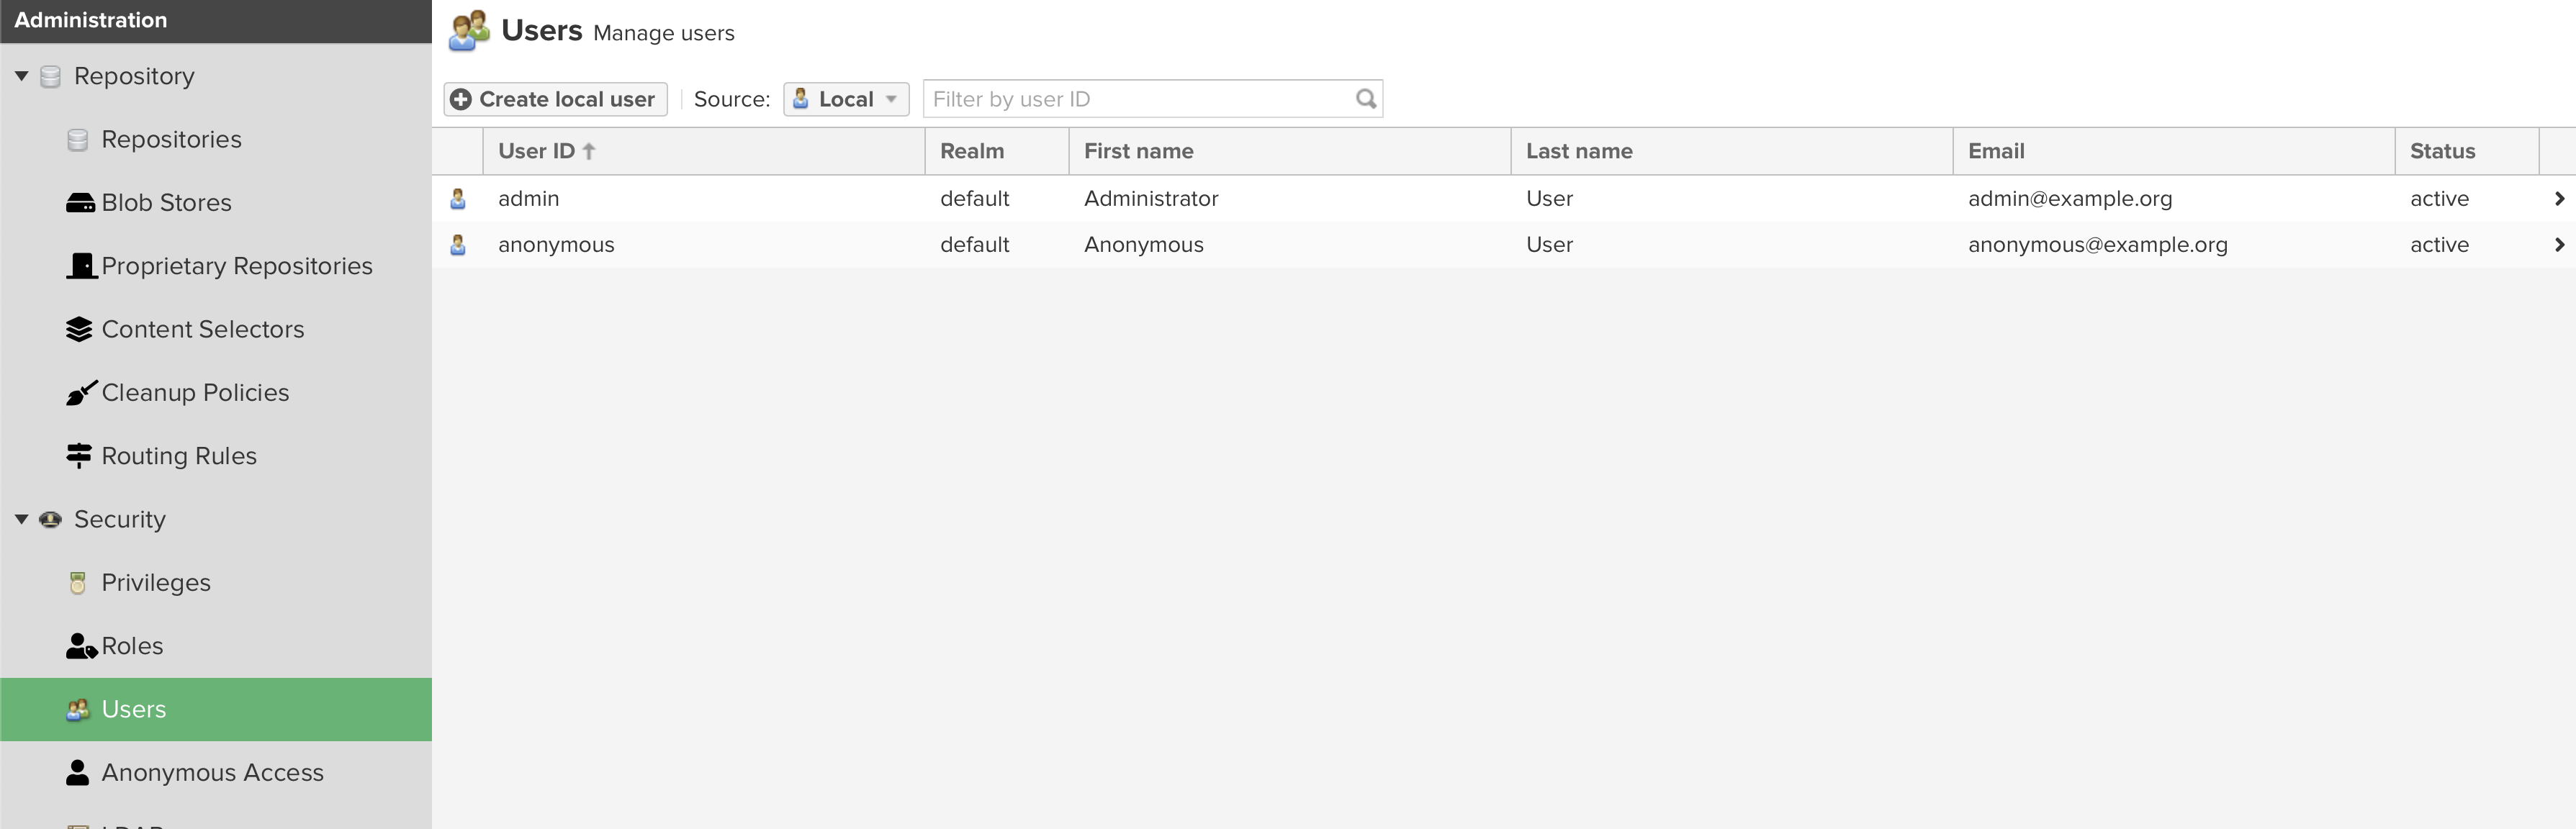 Administration
Repository
Repositories
Blob Stores
Proprietary Repositories
Content Selectors
Cleanup Policies
Routing Rules
Security
Privileges
Roles
Users
Anonymous Access
Users Manage users
Create local user Source: Local Filter by user ID
User ID Realm First name Last name Email Status
admin default Administrator User admin@example.org active
anonymous default Anonymous User anonymous@example.org active